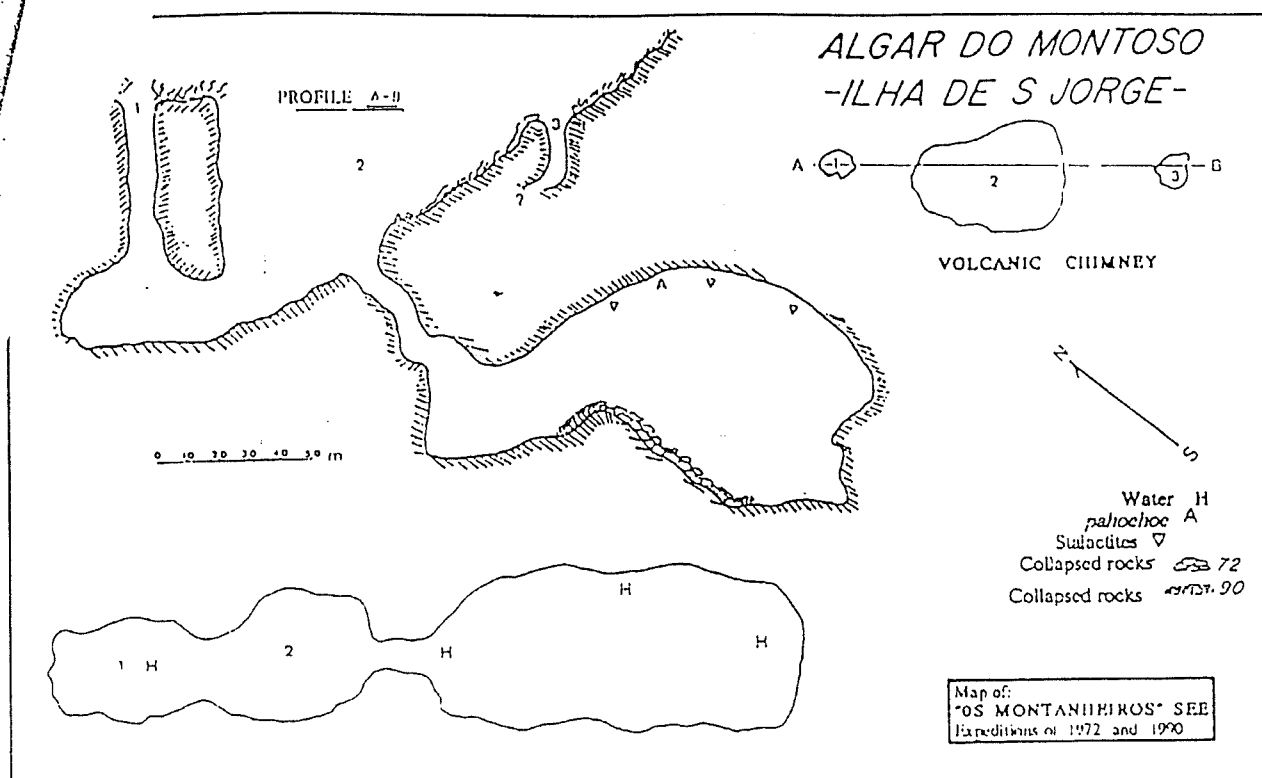 ALGAR DO MONTOSO
-ILHA DE S JORGE-
PROFILE A-B
1
2
3
?
A
A -1- 2 3 B
VOLCANIC CHIMNEY
N
S
0 10 20 30 40 50 m
Water H
pahoehoe A
Stalactites
Collapsed rocks 72
Collapsed rocks 90
1 H 2 H H H
Map of:
"OS MONTANHEIROS" SEE
Expeditions of 1972 and 1990